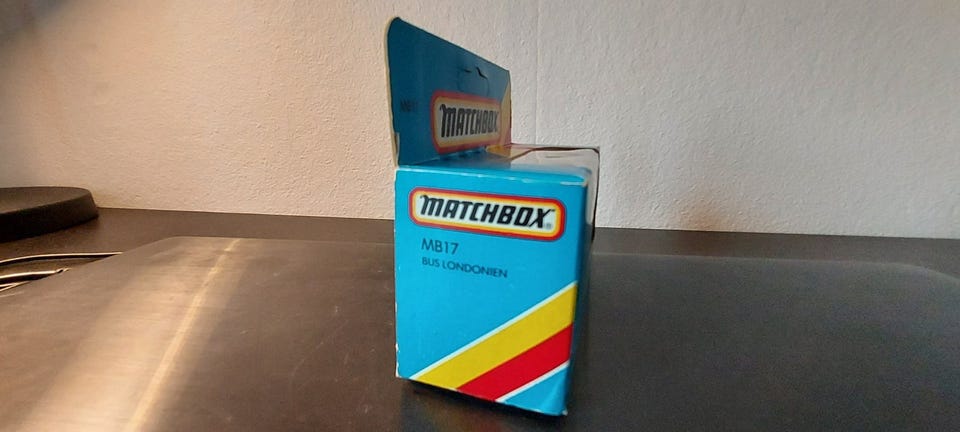 MATCHBOX
MATCHBOX®
MB17
BUS LONDONIEN